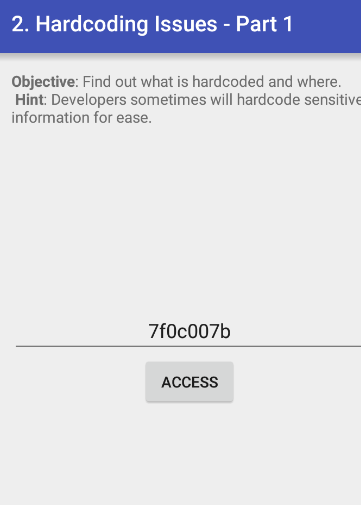 2. Hardcoding Issues - Part 1
Objective: Find out what is hardcoded and where.
Hint: Developers sometimes will hardcode sensitive
information for ease.
7f0c007b
ACCESS